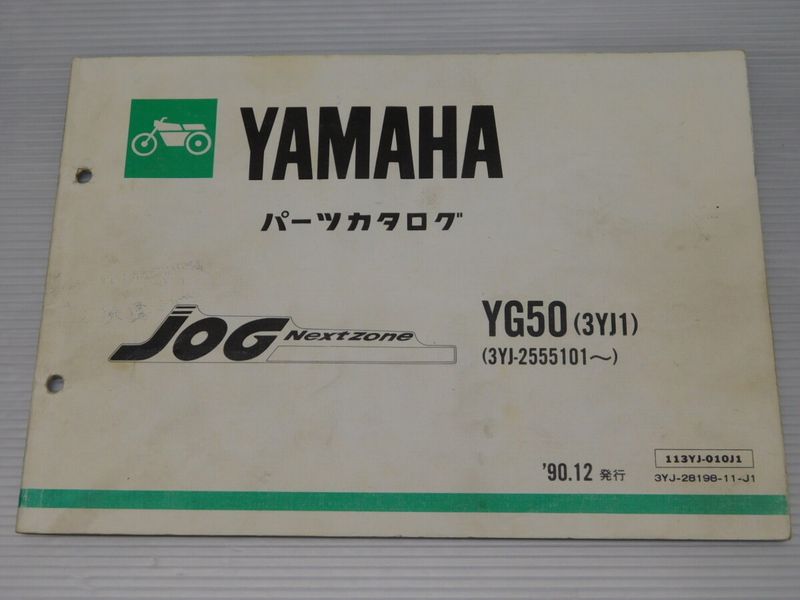 YAMAHA
パーツカタログ
JOG Nextzone
YG50 (3YJ1)
(3YJ-2555101～)
'90.12 発行
113YJ-010J1
3YJ-28198-11-J1